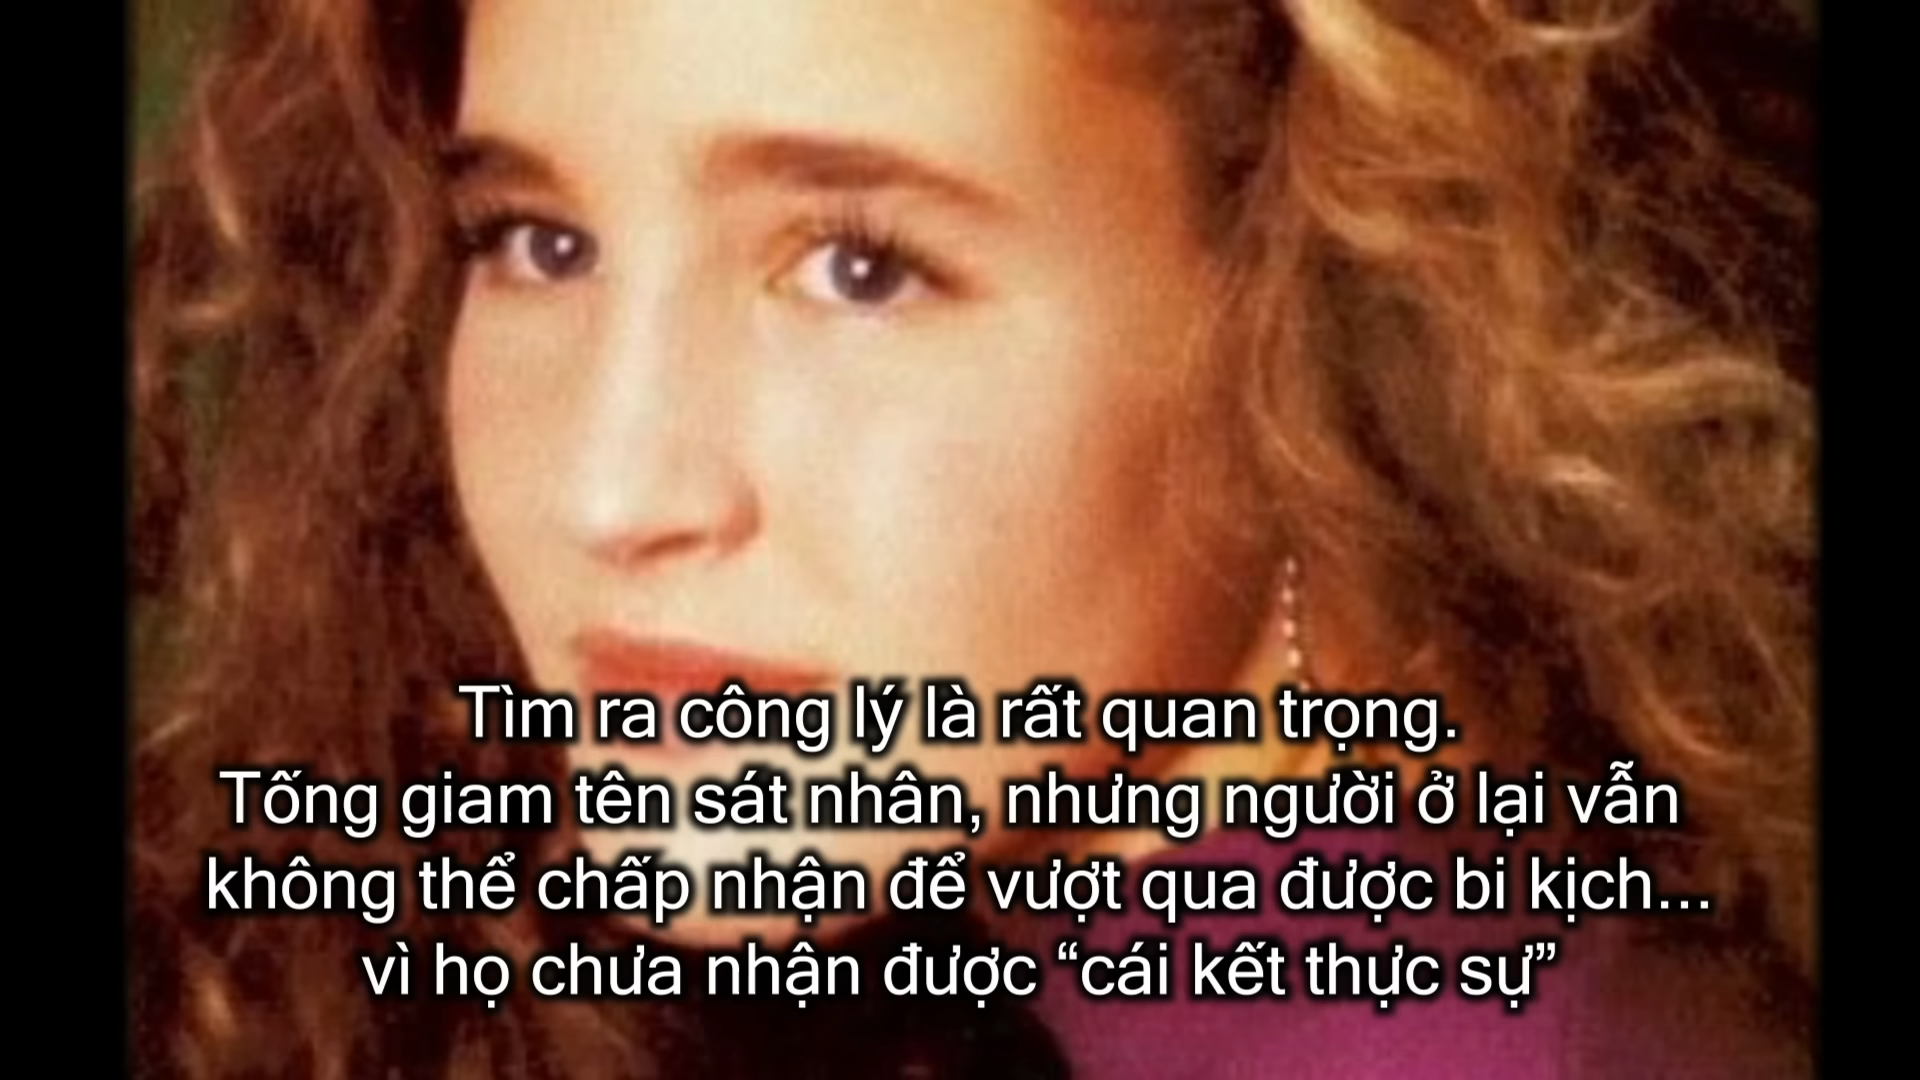 Tìm ra công lý là rất quan trọng.
Tống giam tên sát nhân, nhưng người ở lại vẫn
không thể chấp nhận để vượt qua được bi kịch...
vì họ chưa nhận được “cái kết thực sự”